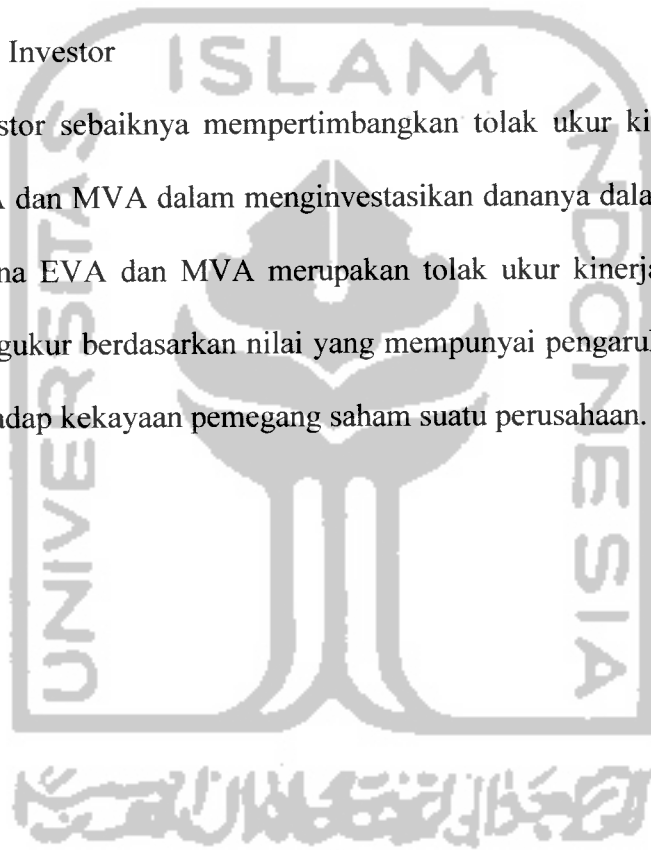 Investor
stor sebaiknya mempertimbangkan tolak ukur ki
A dan MVA dalam menginvestasikan dananya dala
na EVA dan MVA merupakan tolak ukur kinerja
gukur berdasarkan nilai yang mempunyai pengaruh
adap kekayaan pemegang saham suatu perusahaan.
ISLAM
UNIVERSITAS
INDONESIA